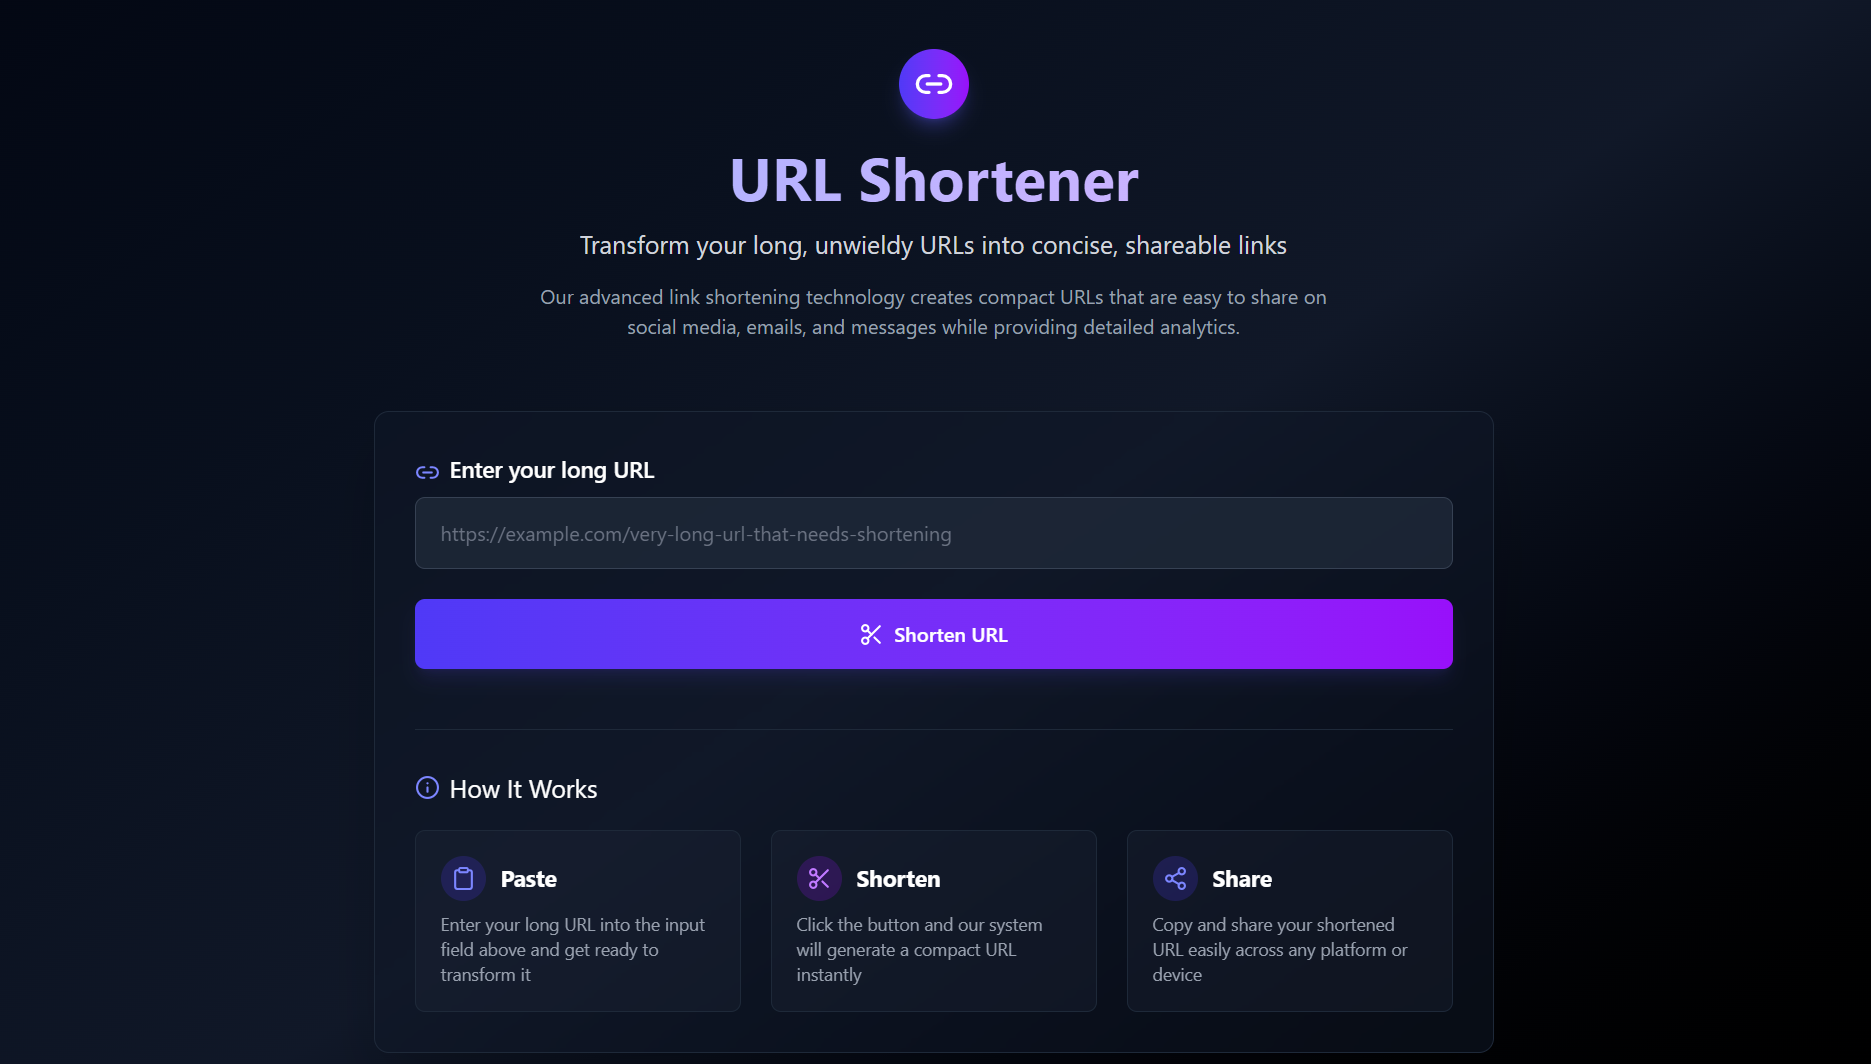 URL Shortener
Transform your long, unwieldy URLs into concise, shareable links
Our advanced link shortening technology creates compact URLs that are easy to share on
social media, emails, and messages while providing detailed analytics.
Enter your long URL
https://example.com/very-long-url-that-needs-shortening
Shorten URL
How It Works
Paste
Enter your long URL into the input
field above and get ready to
transform it
Shorten
Click the button and our system
will generate a compact URL
instantly
Share
Copy and share your shortened
URL easily across any platform or
device